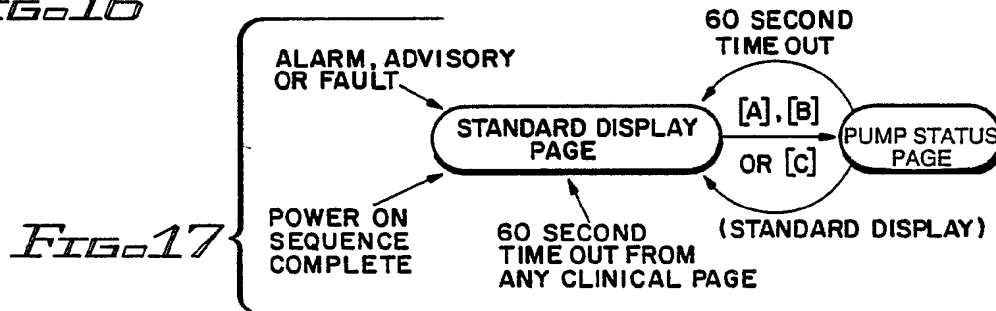 FIG.16
60 SECOND
TIME OUT
ALARM, ADVISORY
OR FAULT
[A], [B]
STANDARD DISPLAY
PAGE
PUMP STATUS
PAGE
OR [C]
FIG.17
POWER ON
SEQUENCE
COMPLETE
60 SECOND
TIME OUT FROM
ANY CLINICAL PAGE
(STANDARD DISPLAY)